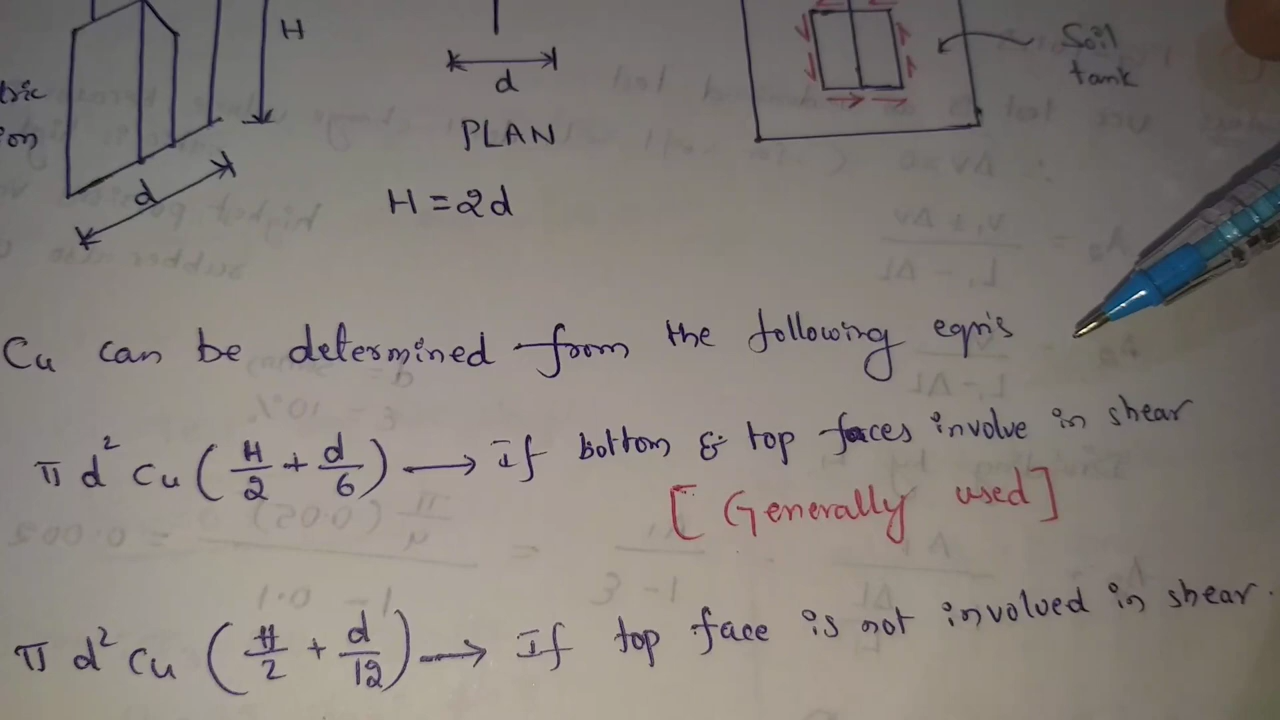 H
d
Soil
tank
PLAN
d
H = 2d
Cu can be determined from the following eqn's
π d² Cu (H/2 + d/6) → If bottom & top faces involve in shear
[Generally used]
π d² Cu (H/2 + d/12) → If top face is not involved in shear.